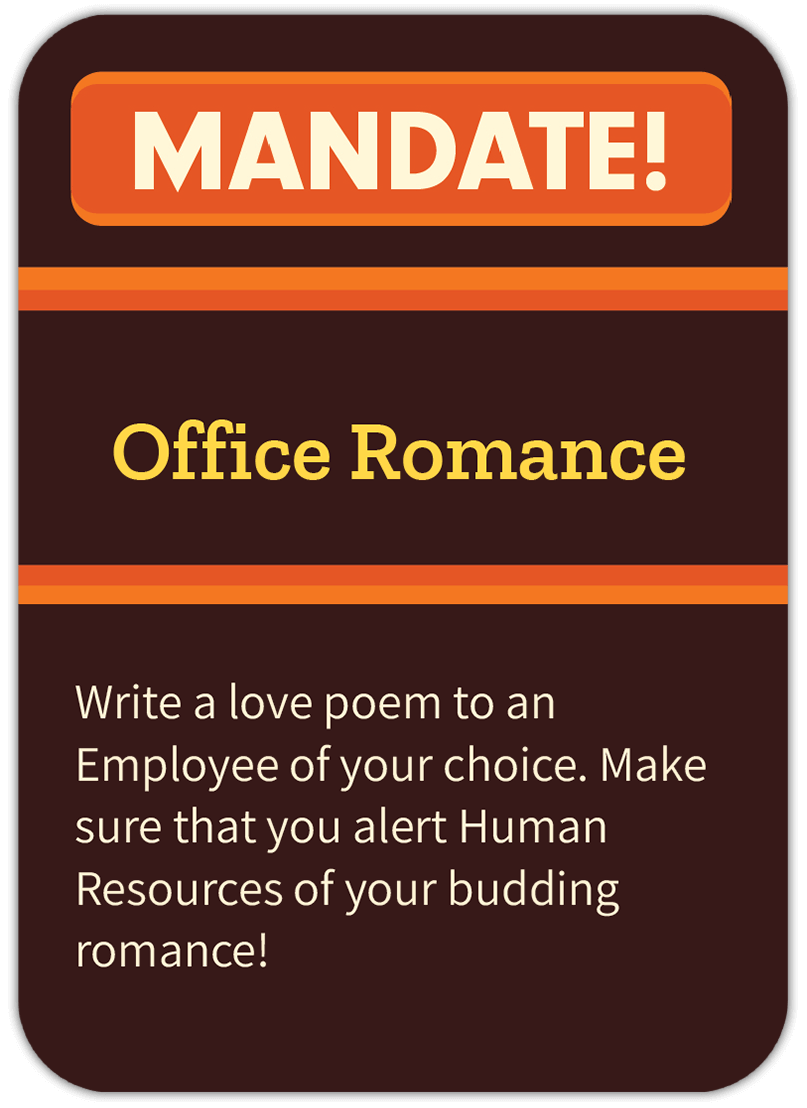 MANDATE!
Office Romance
Write a love poem to an
Employee of your choice. Make
sure that you alert Human
Resources of your budding
romance!